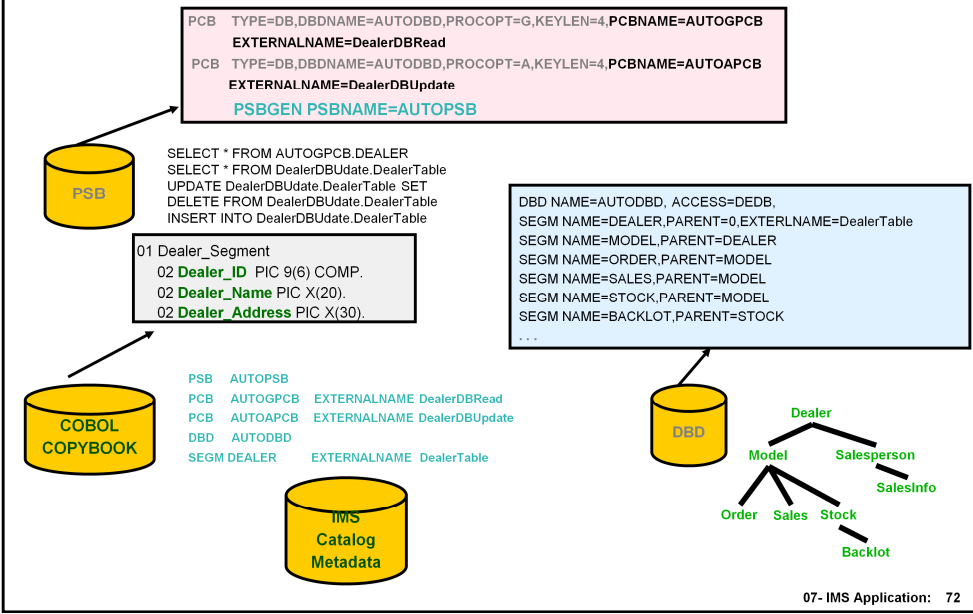 PCB TYPE=DB,DBDNAME=AUTODBD,PROCOPT=G,KEYLEN=4,PCBNAME=AUTOGPCB
EXTERNALNAME=DealerDBRead
PCB TYPE=DB,DBDNAME=AUTODBD,PROCOPT=A,KEYLEN=4,PCBNAME=AUTOAPCB
EXTERNALNAME=DealerDBUpdate
PSBGEN PSBNAME=AUTOPSB
PSB
SELECT * FROM AUTOGPCB.DEALER
SELECT * FROM DealerDBUdate.DealerTable
UPDATE DealerDBUdate.DealerTable SET
DELETE FROM DealerDBUdate.DealerTable
INSERT INTO DealerDBUdate.DealerTable
DBD NAME=AUTODBD, ACCESS=DEDB,
SEGM NAME=DEALER,PARENT=0,EXTERLNAME=DealerTable
SEGM NAME=MODEL,PARENT=DEALER
SEGM NAME=ORDER,PARENT=MODEL
SEGM NAME=SALES,PARENT=MODEL
SEGM NAME=STOCK,PARENT=MODEL
SEGM NAME=BACKLOT,PARENT=STOCK
. . .
01 Dealer_Segment
02 Dealer_ID PIC 9(6) COMP.
02 Dealer_Name PIC X(20).
02 Dealer_Address PIC X(30).
COBOL
COPYBOOK
PSB AUTOPSB
PCB AUTOGPCB EXTERNALNAME DealerDBRead
PCB AUTOAPCB EXTERNALNAME DealerDBUpdate
DBD AUTODBD
SEGM DEALER EXTERNALNAME DealerTable
IMS
Catalog
Metadata
DBD
Dealer
Model Salesperson
SalesInfo
Order Sales Stock
Backlot
07- IMS Application: 72